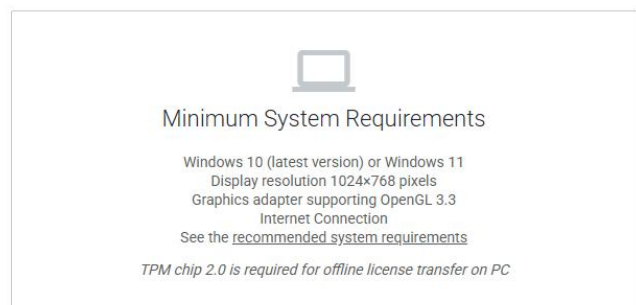 Minimum System Requirements
Windows 10 (latest version) or Windows 11
Display resolution 1024×768 pixels
Graphics adapter supporting OpenGL 3.3
Internet Connection
See the recommended system requirements
TPM chip 2.0 is required for offline license transfer on PC